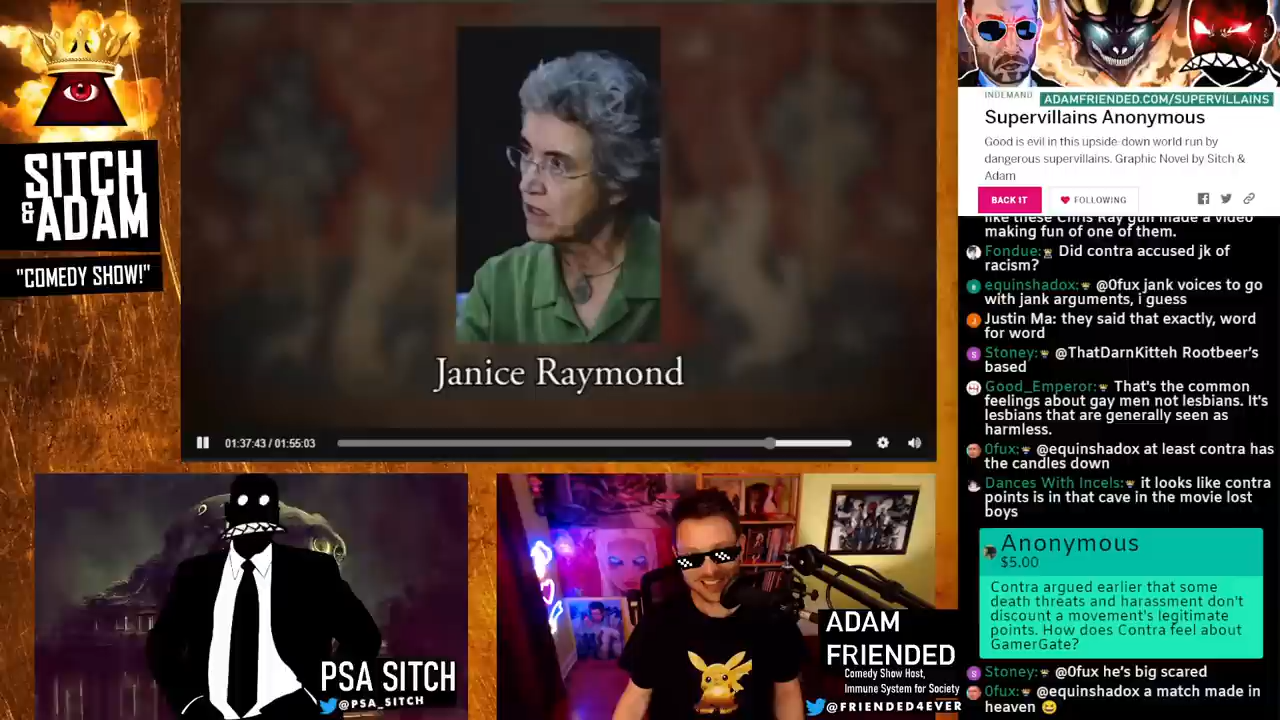 SITCH
& ADAM
"COMEDY SHOW!"
Janice Raymond
01:37:43 / 01:55:03
PSA SITCH
@PSA_SITCH
ADAM
FRIENDED
Comedy Show Host,
Immune System for Society
@FRIENDED4EVER
INDEMAND
ADAMFRIENDED.COM/SUPERVILLAINS
Supervillains Anonymous
Good is evil in this upside-down world run by
dangerous supervillains. Graphic Novel by Sitch &
Adam
BACK IT
FOLLOWING
like these Chris Ray gun made a video
making fun of one of them.
Fondue: Did contra accused jk of
racism?
equinshadox: @0fux jank voices to go
with jank arguments, i guess
Justin Ma: they said that exactly, word
for word
Stoney: @ThatDarnKitteh Rootbeer's
based
Good_Emperor: That's the common
feelings about gay men not lesbians. It's
lesbians that are generally seen as
harmless.
0fux: @equinshadox at least contra has
the candles down
Dances With Incels: it looks like contra
points is in that cave in the movie lost
boys
Anonymous
$5.00
Contra argued earlier that some
death threats and harassment don't
discount a movement's legitimate
points. How does Contra feel about
GamerGate?
Stoney: @0fux he's big scared
0fux: @equinshadox a match made in
heaven 😆